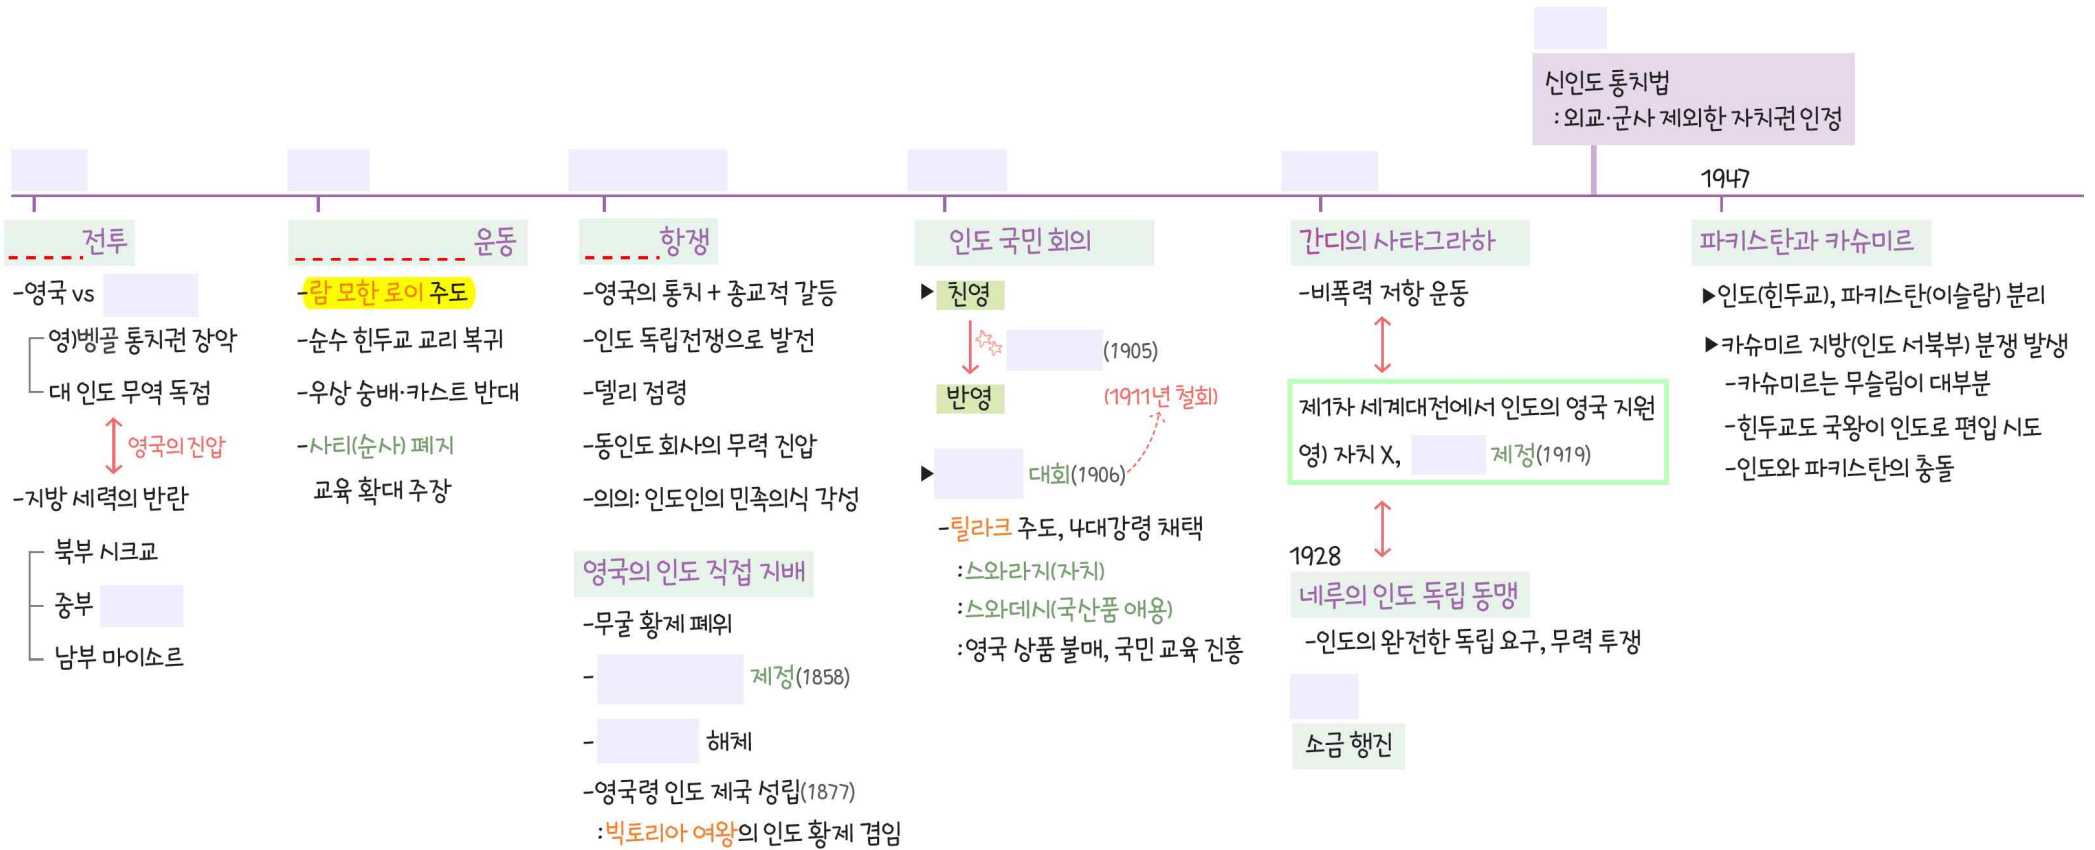 전투
-영국 vs
영)벵골 통치권 장악
대 인도 무역 독점
영국의 진압
-지방 세력의 반란
북부 시크교
중부
남부 마이소르
운동
-람 모한 로이 주도
-순수 힌두교 교리 복귀
-우상 숭배·카스트 반대
-사티(순사) 폐지
교육 확대 주장
항쟁
-영국의 통치 + 종교적 갈등
-인도 독립전쟁으로 발전
-델리 점령
-동인도 회사의 무력 진압
-의의: 인도인의 민족의식 각성
영국의 인도 직접 지배
-무굴 황제 폐위
- 제정(1858)
- 해체
-영국령 인도 제국 성립(1877)
:빅토리아 여왕의 인도 황제 겸임
인도 국민 회의
▶ 친영
(1905)
반영
(1911년 철회)
▶ 대회(1906)
-틸라크 주도, 4대강령 채택
:스와라지(자치)
:스와데시(국산품 애용)
:영국 상품 불매, 국민 교육 진흥
간디의 사탸그라하
-비폭력 저항 운동
제1차 세계대전에서 인도의 영국 지원
영) 자치 X, 제정(1919)
1928
네루의 인도 독립 동맹
-인도의 완전한 독립 요구, 무력 투쟁
소금 행진
신인도 통치법
:외교·군사 제외한 자치권 인정
1947
파키스탄과 카슈미르
▶인도(힌두교), 파키스탄(이슬람) 분리
▶카슈미르 지방(인도 서북부) 분쟁 발생
-카슈미르는 무슬림이 대부분
-힌두교도 국왕이 인도로 편입 시도
-인도와 파키스탄의 충돌